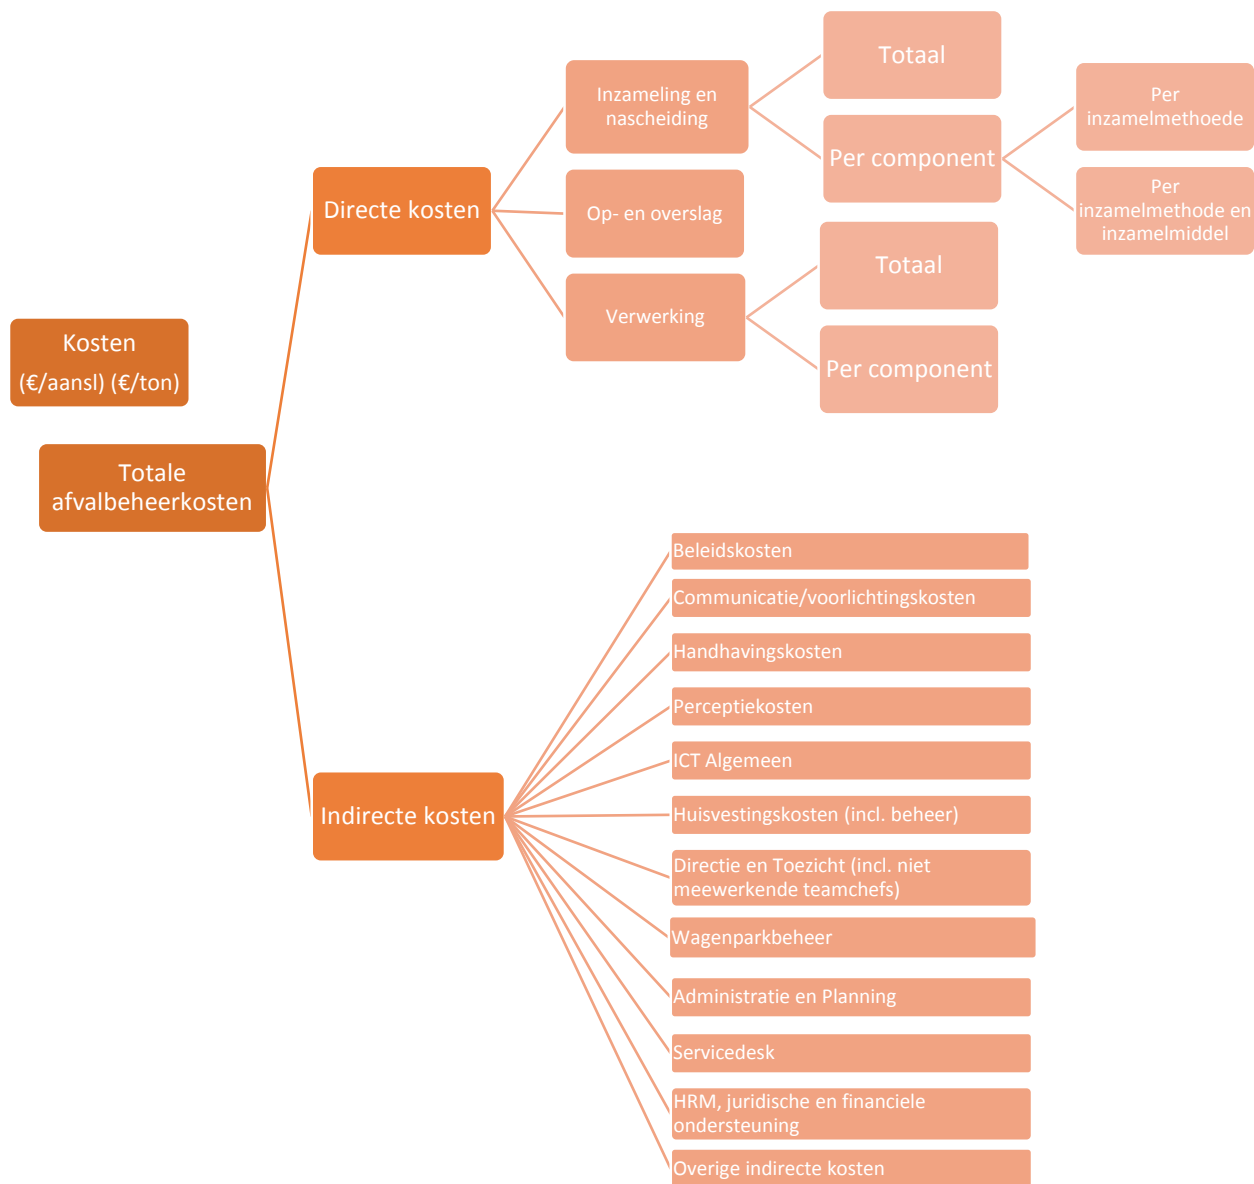 Kosten
(€/aansl) (€/ton)
Totale
afvalbeheerkosten
Directe kosten
Inzameling en
nascheiding
Totaal
Per component
Per
inzamelmethoede
Per
inzamelmethode en
inzamelmiddel
Op- en overslag
Verwerking
Totaal
Per component
Indirecte kosten
Beleidskosten
Communicatie/voorlichtingskosten
Handhavingskosten
Perceptiekosten
ICT Algemeen
Huisvestingskosten (incl. beheer)
Directie en Toezicht (incl. niet
meewerkende teamchefs)
Wagenparkbeheer
Administratie en Planning
Servicedesk
HRM, juridische en financiele
ondersteuning
Overige indirecte kosten